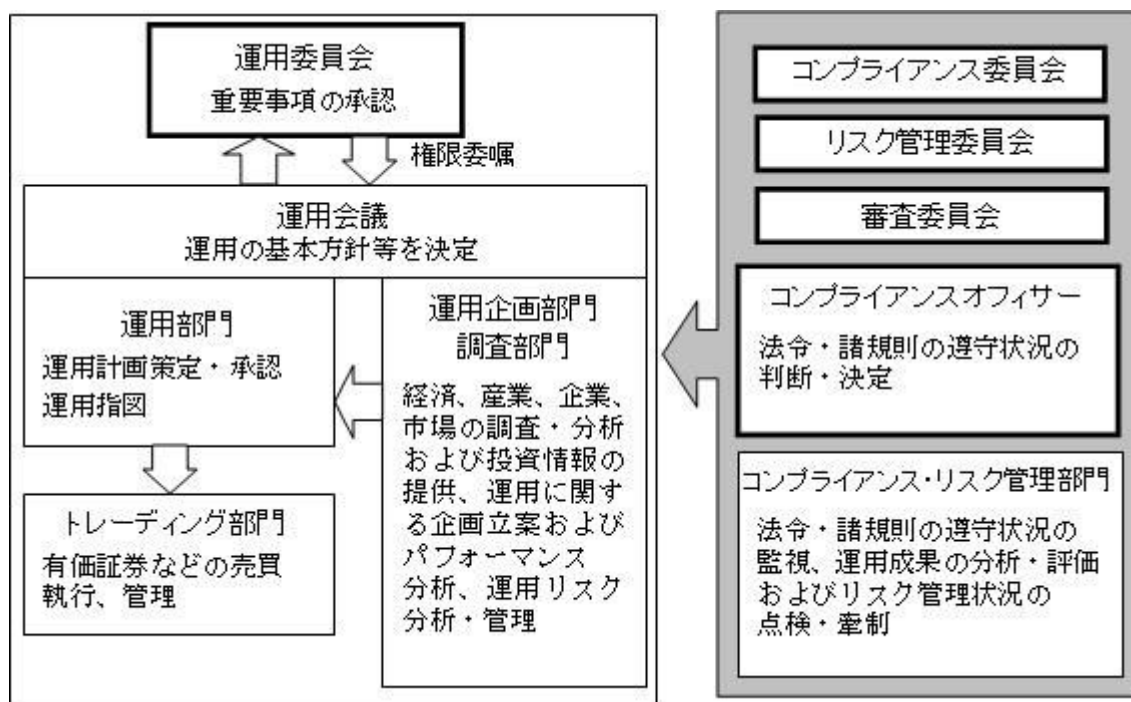 運用委員会
重要事項の承認
権限委嘱
運用会議
運用の基本方針等を決定
運用部門
運用計画策定・承認
運用指図
トレーディング部門
有価証券などの売買
執行、管理
運用企画部門
調査部門
経済、産業、企業、
市場の調査・分析
および投資情報の
提供、運用に関す
る企画立案および
パフォーマンス
分析、運用リスク
分析・管理
コンプライアンス委員会
リスク管理委員会
審査委員会
コンプライアンスオフィサー
法令・諸規則の遵守状況の
判断・決定
コンプライアンス・リスク管理部門
法令・諸規則の遵守状況の
監視、運用成果の分析・評価
およびリスク管理状況の
点検・牽制